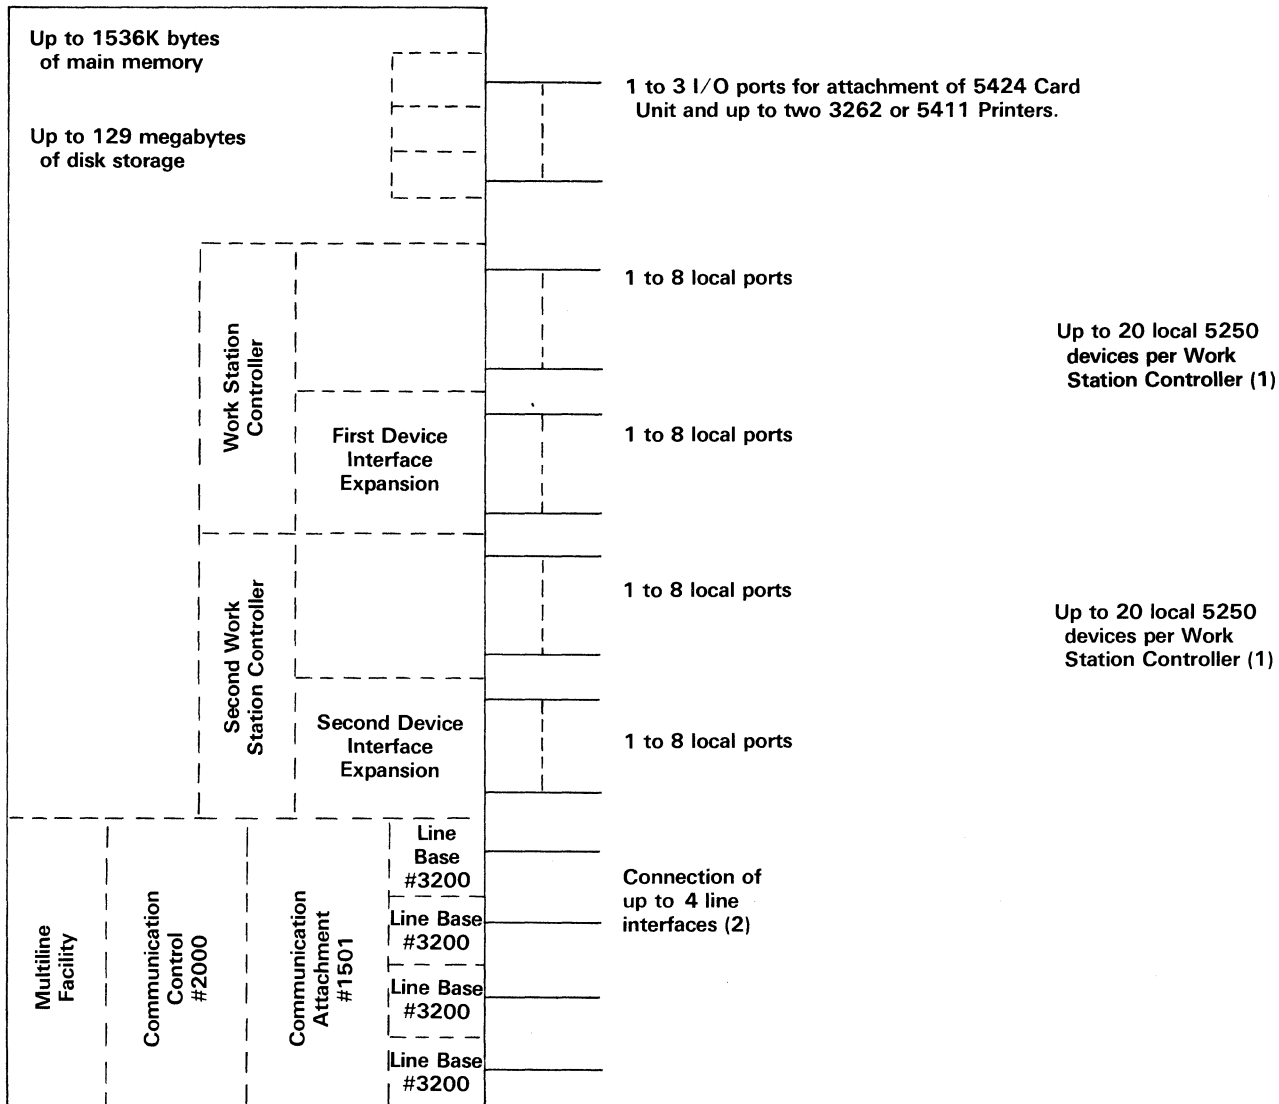 Up to 1536K bytes
of main memory
1 to 3 I/O ports for attachment of 5424 Card
Unit and up to two 3262 or 5411 Printers.
Up to 129 megabytes
of disk storage
Work Station
Controller
1 to 8 local ports
Up to 20 local 5250
devices per Work
Station Controller (1)
First Device
Interface
Expansion
1 to 8 local ports
Second Work
Station Controller
1 to 8 local ports
Up to 20 local 5250
devices per Work
Station Controller (1)
Second Device
Interface
Expansion
1 to 8 local ports
Multiline
Facility
Communication
Control
#2000
Communication
Attachment
#1501
Line
Base
#3200
Line Base
#3200
Line Base
#3200
Line Base
#3200
Connection of
up to 4 line
interfaces (2)